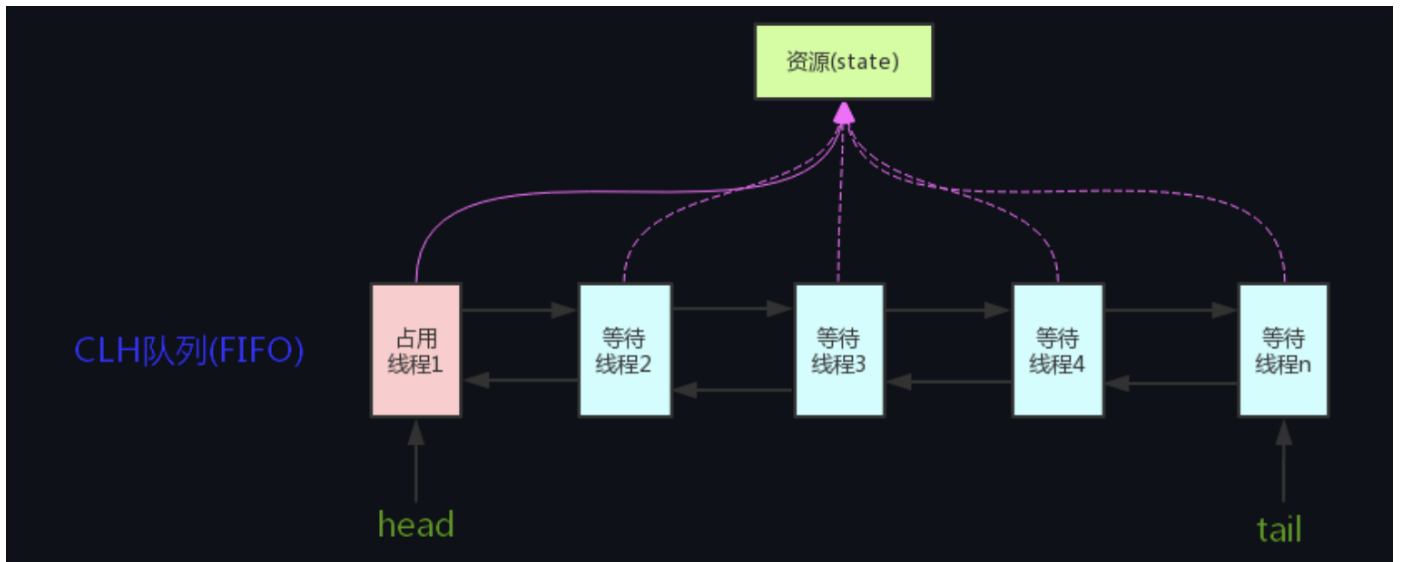 资源(state)
CLH队列(FIFO)
占用
线程1
等待
线程2
等待
线程3
等待
线程4
等待
线程n
head
tail